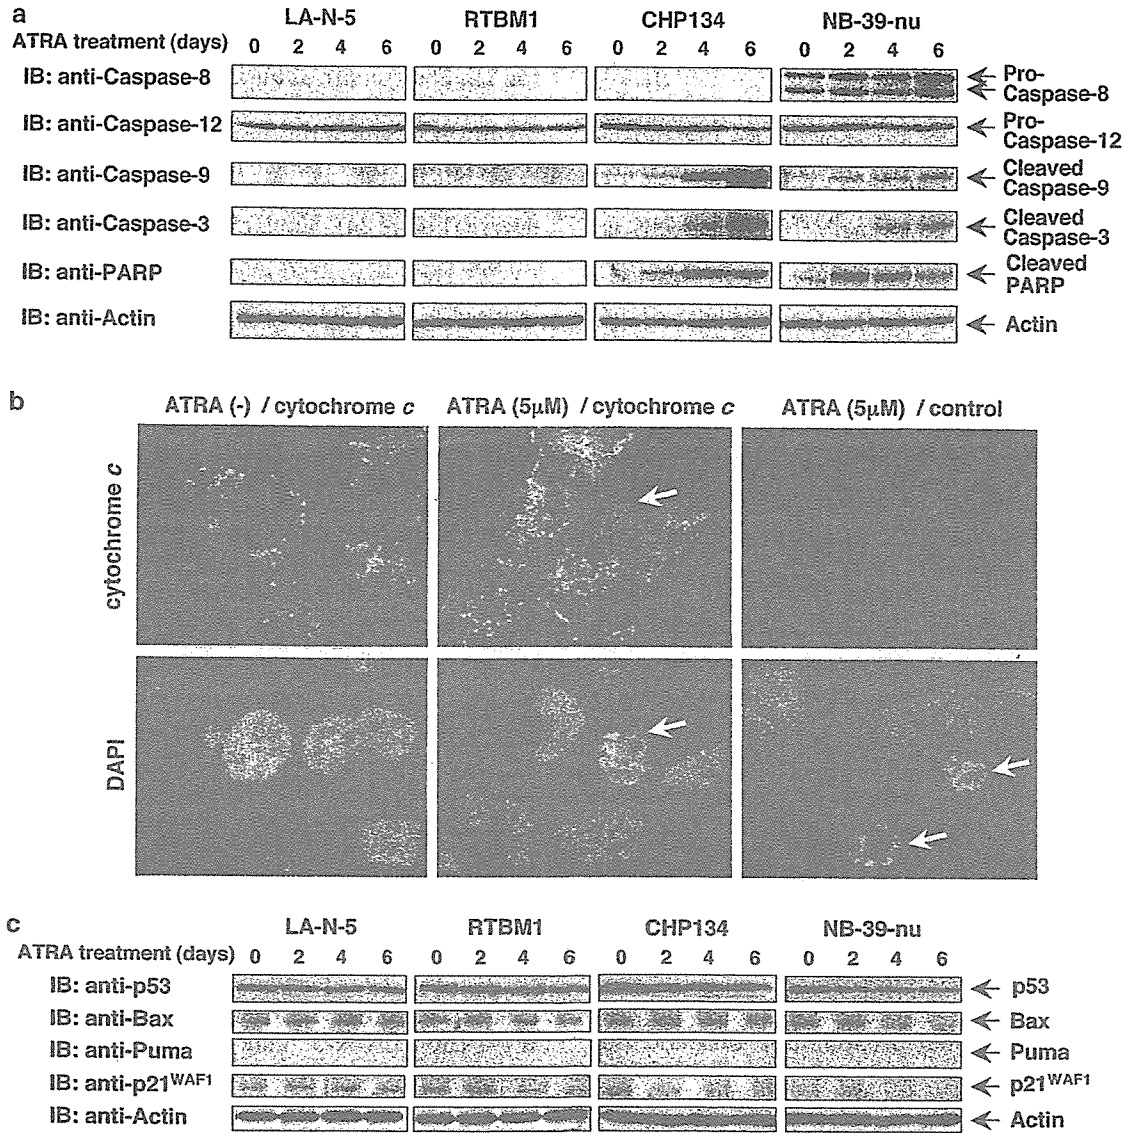 a
LA-N-5 RTBM1 CHP134 NB-39-nu
ATRA treatment (days) 0 2 4 6 0 2 4 6 0 2 4 6 0 2 4 6
IB: anti-Caspase-8 Pro-
Caspase-8
IB: anti-Caspase-12 Pro-
Caspase-12
IB: anti-Caspase-9 Cleaved
Caspase-9
IB: anti-Caspase-3 Cleaved
Caspase-3
IB: anti-PARP Cleaved
PARP
IB: anti-Actin Actin
b
ATRA (-) / cytochrome c ATRA (5μM) / cytochrome c ATRA (5μM) / control
cytochrome c
DAPI
c
LA-N-5 RTBM1 CHP134 NB-39-nu
ATRA treatment (days) 0 2 4 6 0 2 4 6 0 2 4 6 0 2 4 6
IB: anti-p53 p53
IB: anti-Bax Bax
IB: anti-Puma Puma
IB: anti-p21WAF1 p21WAF1
IB: anti-Actin Actin